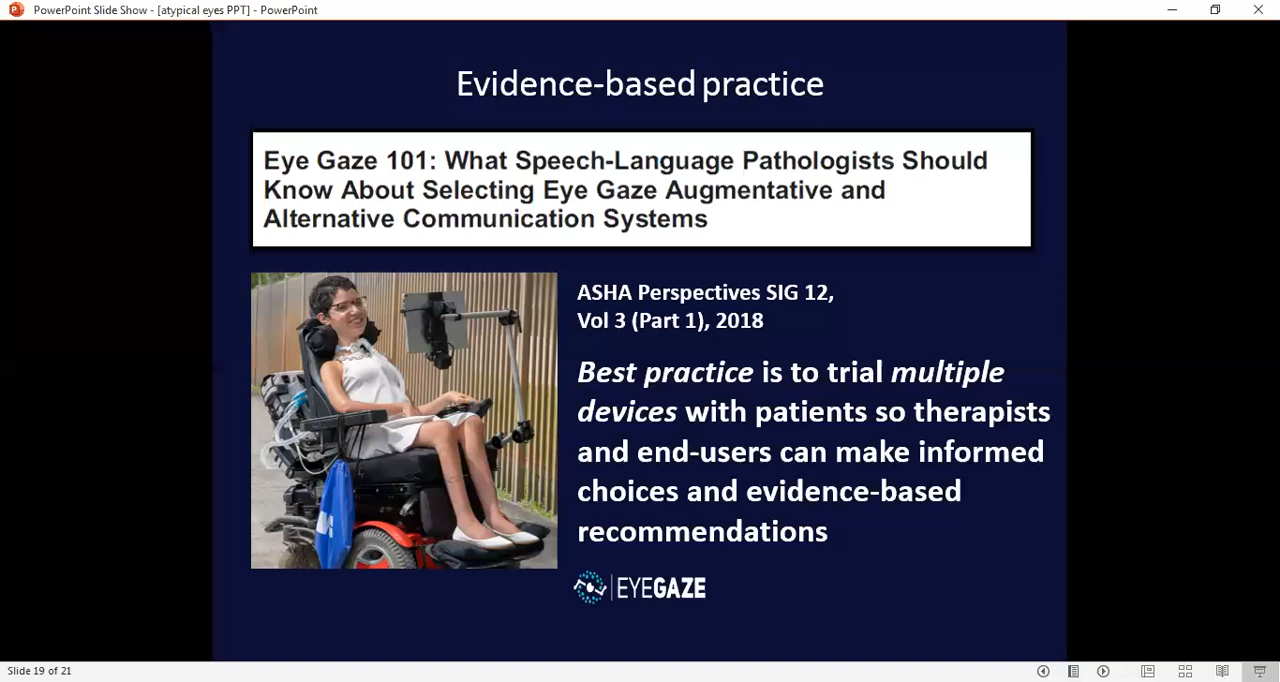 PowerPoint Slide Show - [atypical eyes PPT] - PowerPoint
Evidence-based practice
Eye Gaze 101: What Speech-Language Pathologists Should
Know About Selecting Eye Gaze Augmentative and
Alternative Communication Systems
ASHA Perspectives SIG 12,
Vol 3 (Part 1), 2018
Best practice is to trial multiple
devices with patients so therapists
and end-users can make informed
choices and evidence-based
recommendations
EYEGAZE
Slide 19 of 21